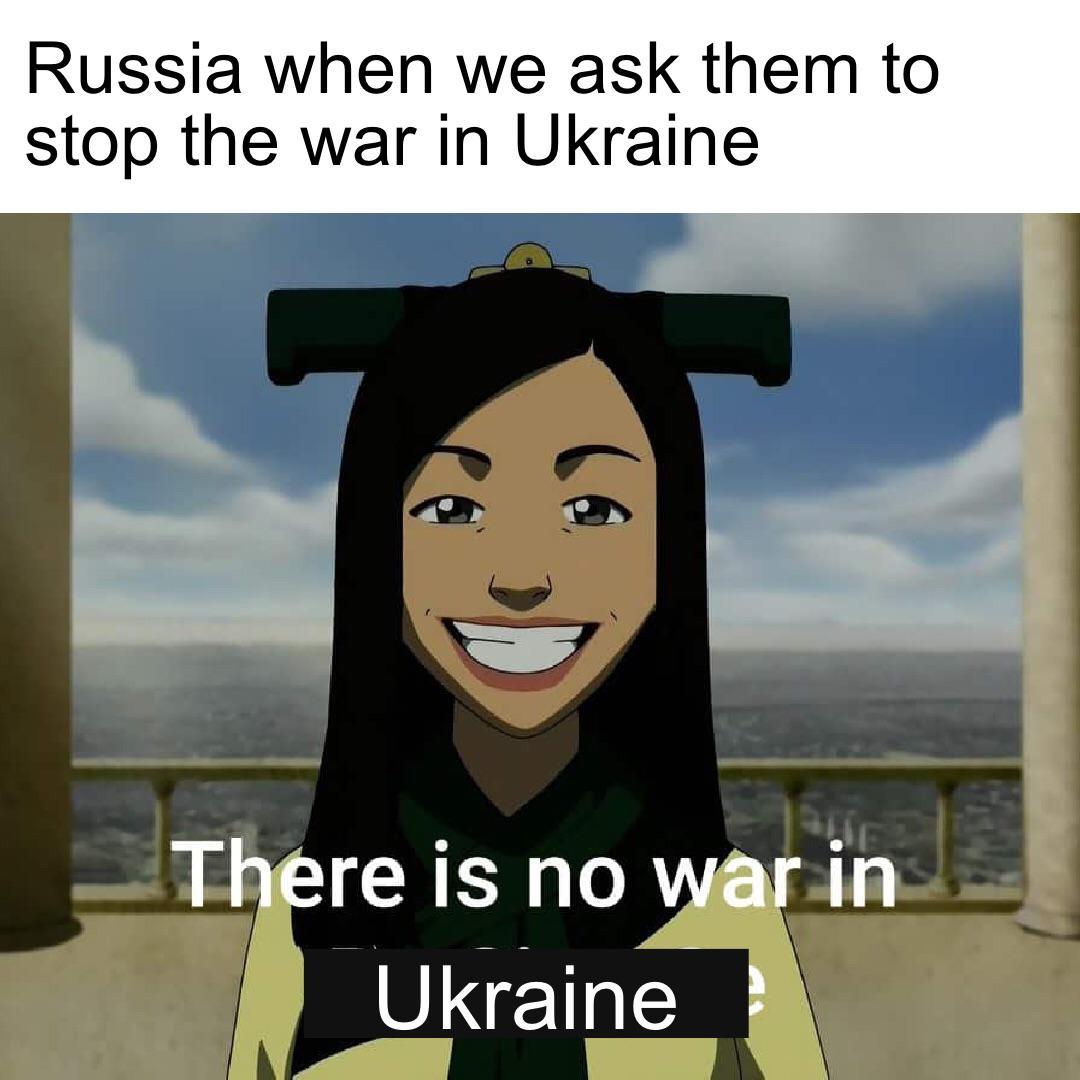 Russia when we ask them to
stop the war in Ukraine
There is no war in
Ukraine